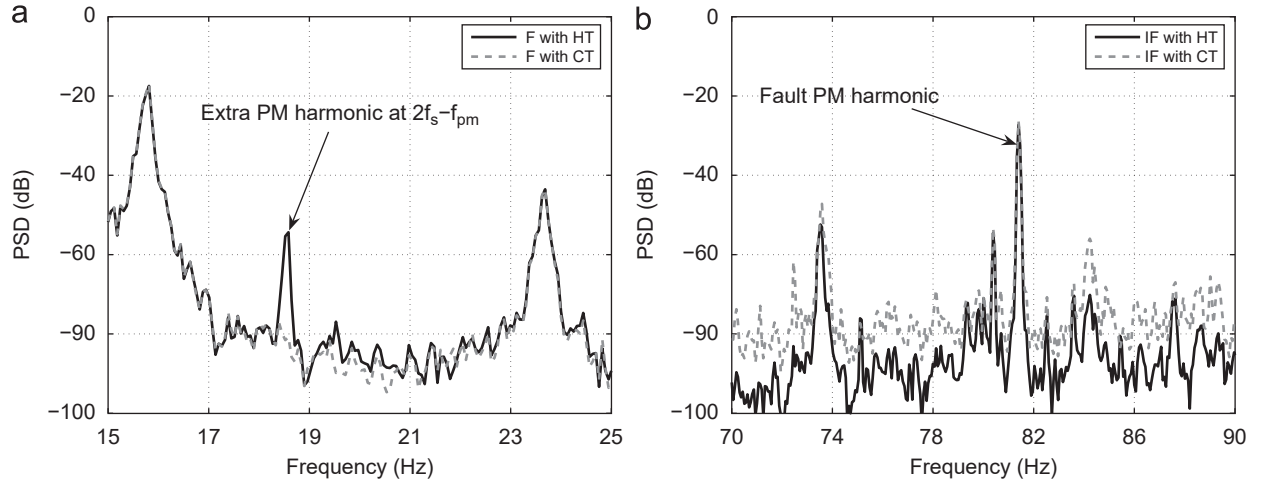 a
0
−20
−40
−60
−90
−100
PSD (dB)
F with HT
F with CT
Extra PM harmonic at 2fs−fpm
15 17 19 21 23 25
Frequency (Hz)
b
0
−20
−40
−60
−90
−100
PSD (dB)
IF with HT
IF with CT
Fault PM harmonic
70 74 78 82 86 90
Frequency (Hz)